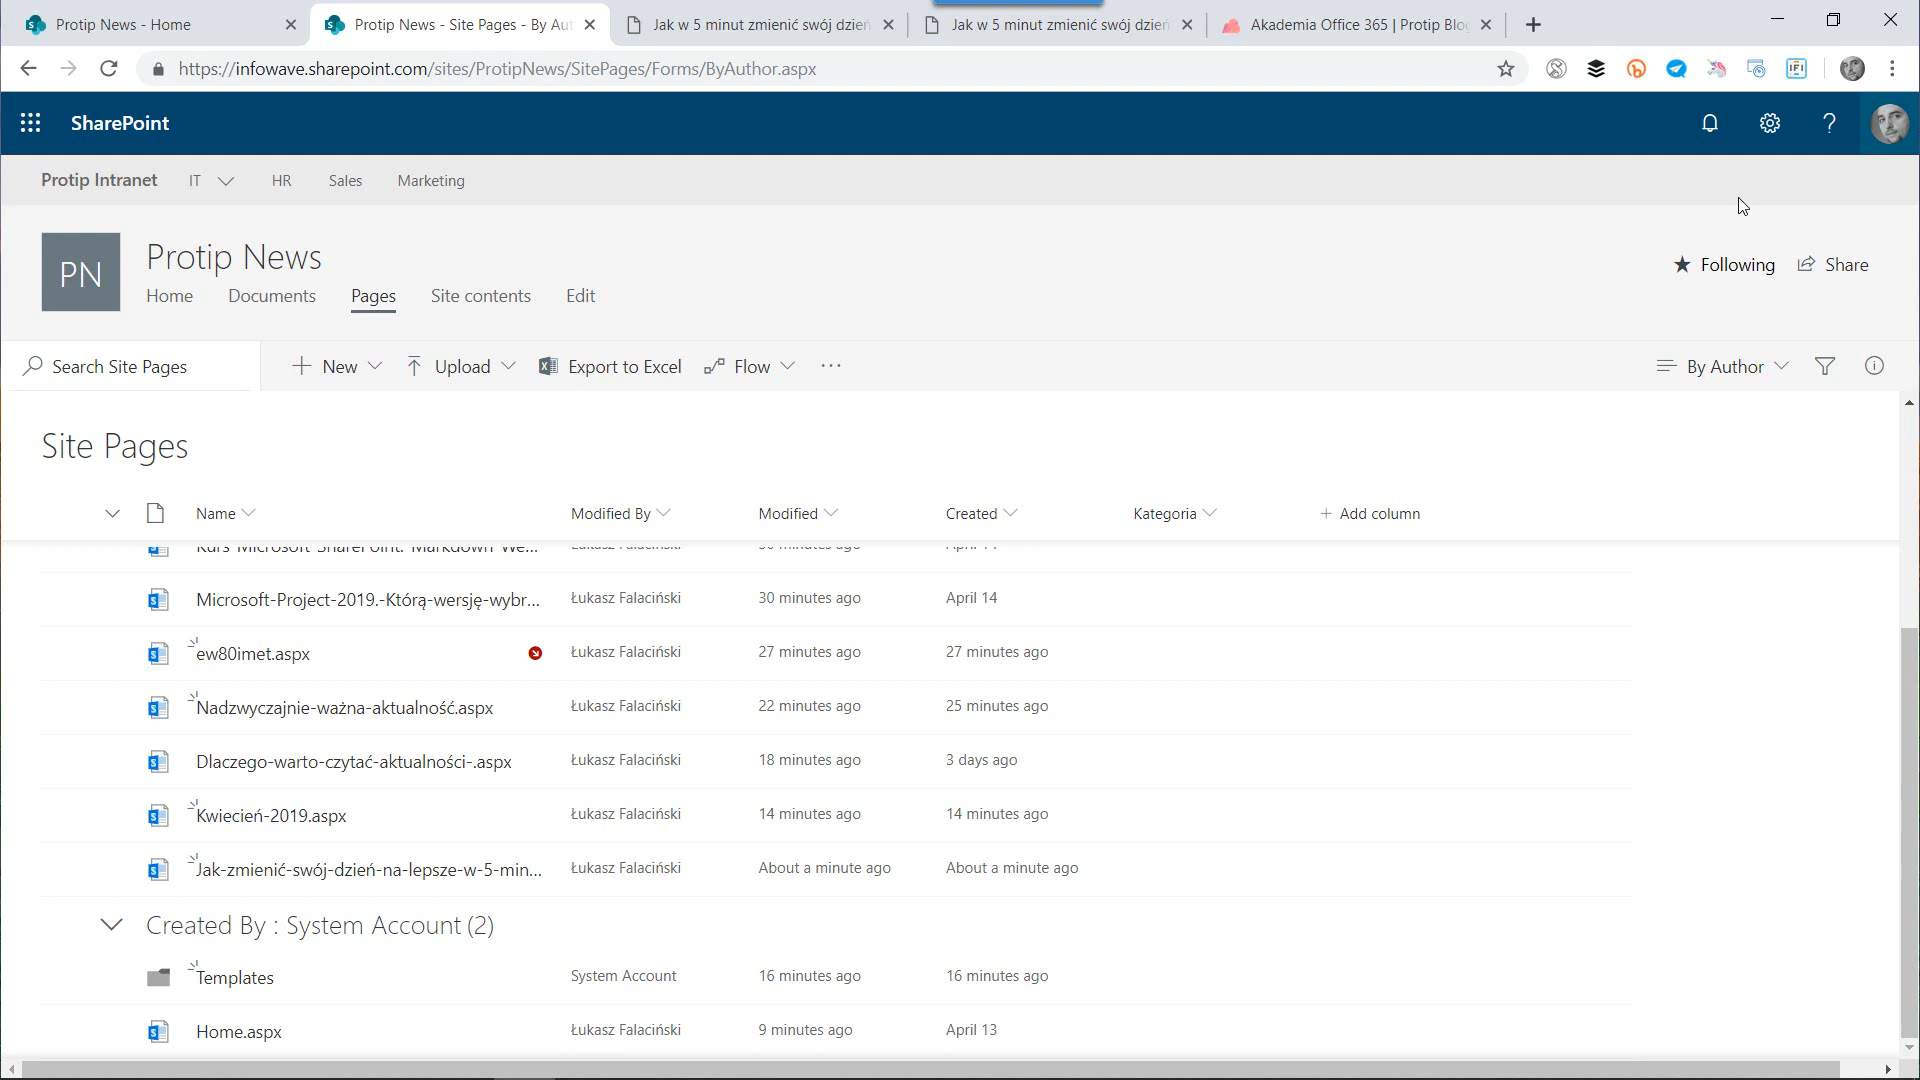 Protip News - Home
Protip News - Site Pages - By Aut
Jak w 5 minut zmienić swój dzień
Jak w 5 minut zmienić swój dzień
Akademia Office 365 | Protip Blog
https://infowave.sharepoint.com/sites/ProtipNews/SitePages/Forms/ByAuthor.aspx
SharePoint
?
Protip Intranet IT HR Sales Marketing
PN
Protip News
Home Documents Pages Site contents Edit
Following Share
Search Site Pages
New Upload Export to Excel Flow ...
By Author
Site Pages
Name Modified By Modified Created Kategoria + Add column
Kurs-Microsoft-SharePoint.-Markdown-We... Łukasz Falaciński 30 minutes ago April 14
Microsoft-Project-2019.-Którą-wersję-wybr... Łukasz Falaciński 30 minutes ago April 14
ew80imet.aspx Łukasz Falaciński 27 minutes ago 27 minutes ago
Nadzwyczajnie-ważna-aktualność.aspx Łukasz Falaciński 22 minutes ago 25 minutes ago
Dlaczego-warto-czytać-aktualności-.aspx Łukasz Falaciński 18 minutes ago 3 days ago
Kwiecień-2019.aspx Łukasz Falaciński 14 minutes ago 14 minutes ago
Jak-zmienić-swój-dzień-na-lepsze-w-5-min... Łukasz Falaciński About a minute ago About a minute ago
Created By : System Account (2)
Templates System Account 16 minutes ago 16 minutes ago
Home.aspx Łukasz Falaciński 9 minutes ago April 13